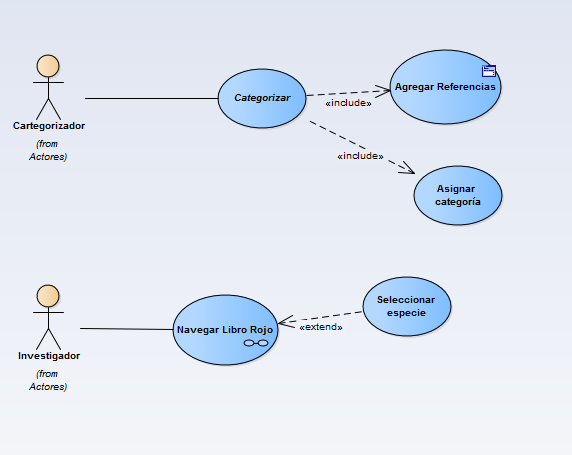 Cartegorizador
(from
Actores)
Categorizar
«include»
Agregar Referencias
«include»
Asignar
categoría
Investigador
(from
Actores)
Navegar Libro Rojo
«extend»
Seleccionar
especie